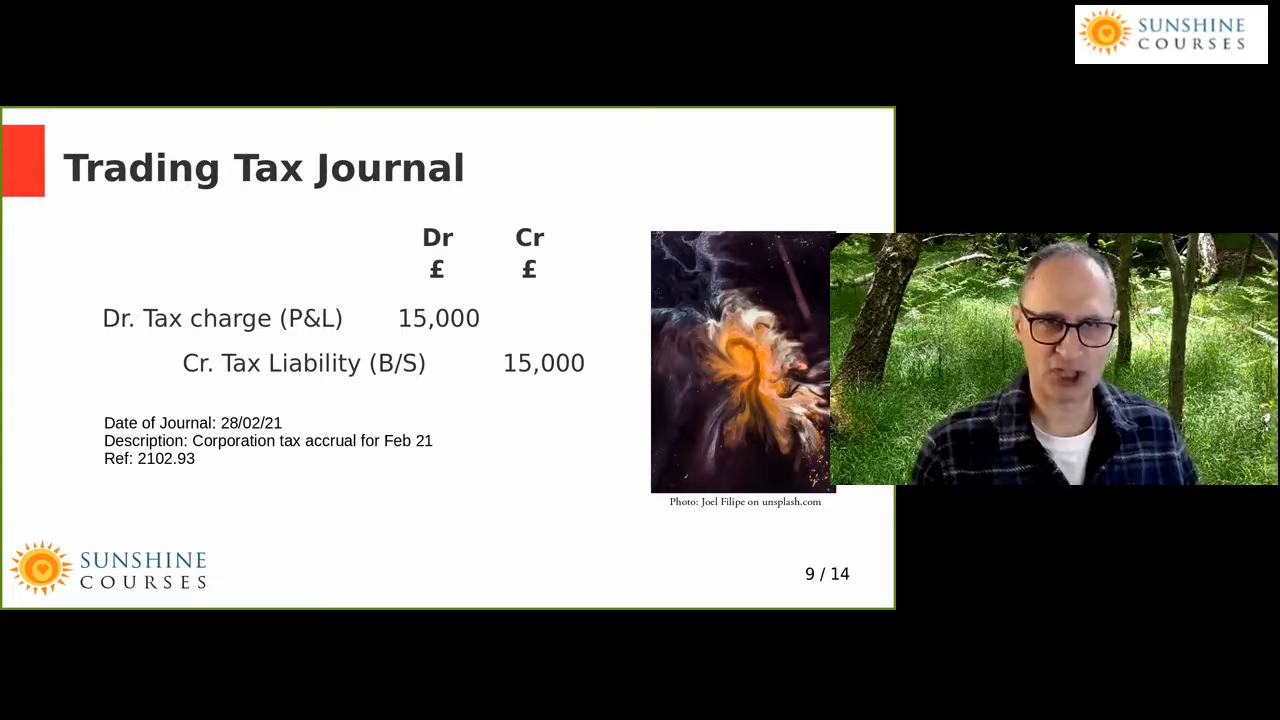 SUNSHINE
COURSES
Trading Tax Journal
Dr Cr
£ £
Dr. Tax charge (P&L) 15,000
Cr. Tax Liability (B/S) 15,000
Date of Journal: 28/02/21
Description: Corporation tax accrual for Feb 21
Ref: 2102.93
Photo: Joel Filipe on unsplash.com
SUNSHINE
COURSES
9 / 14